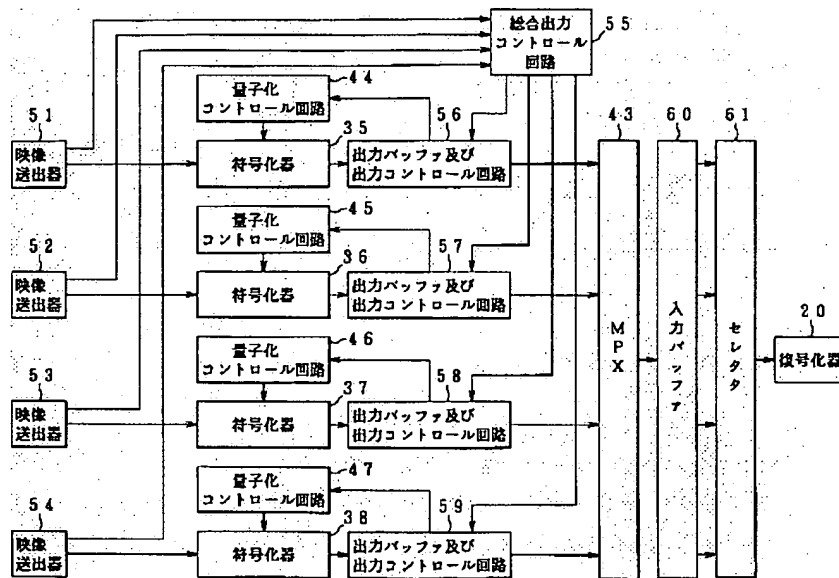 総合出力
コントロール
回路
55
量子化
コントロール回路
44
51
映像
送出器
符号化器
35
出力バッファ及び
出力コントロール回路
56
43
60
61
量子化
コントロール回路
45
52
映像
送出器
符号化器
36
出力バッファ及び
出力コントロール回路
57
MPX
入力バッファ
セレクタ
20
復号化器
量子化
コントロール回路
46
53
映像
送出器
符号化器
37
出力バッファ及び
出力コントロール回路
58
量子化
コントロール回路
47
54
映像
送出器
符号化器
38
出力バッファ及び
出力コントロール回路
59